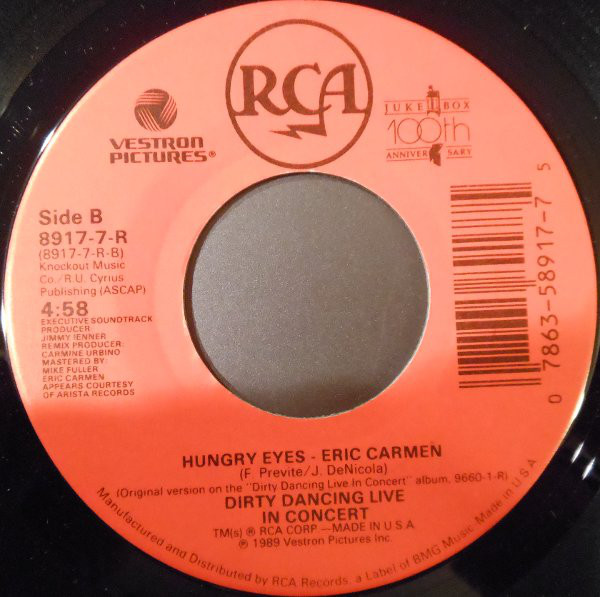 RCA
VESTRON
PICTURES®
JUKEBOX
100th
ANNIVERSARY
Side B
8917-7-R
(8917-7-R-B)
Knockout Music
Co./R.U. Cyrius
Publishing (ASCAP)
4:58
EXECUTIVE SOUNDTRACK
PRODUCER
JIMMY IENNER
REMIX PRODUCER:
CARMINE URBINO
MASTERED BY:
MIKE FULLER
ERIC CARMEN
APPEARS COURTESY
OF ARISTA RECORDS
0 7863-58917-7 5
HUNGRY EYES - ERIC CARMEN
(F. Previte/J. DeNicola)
(Original version on the "Dirty Dancing Live In Concert" album, 9660-1-R)
DIRTY DANCING LIVE
IN CONCERT
TM(s) ® RCA CORP —MADE IN U.S.A
℗ 1989 Vestron Pictures Inc.
Manufactured and Distributed by RCA Records, a Label of BMG Music. Made in U.S.A